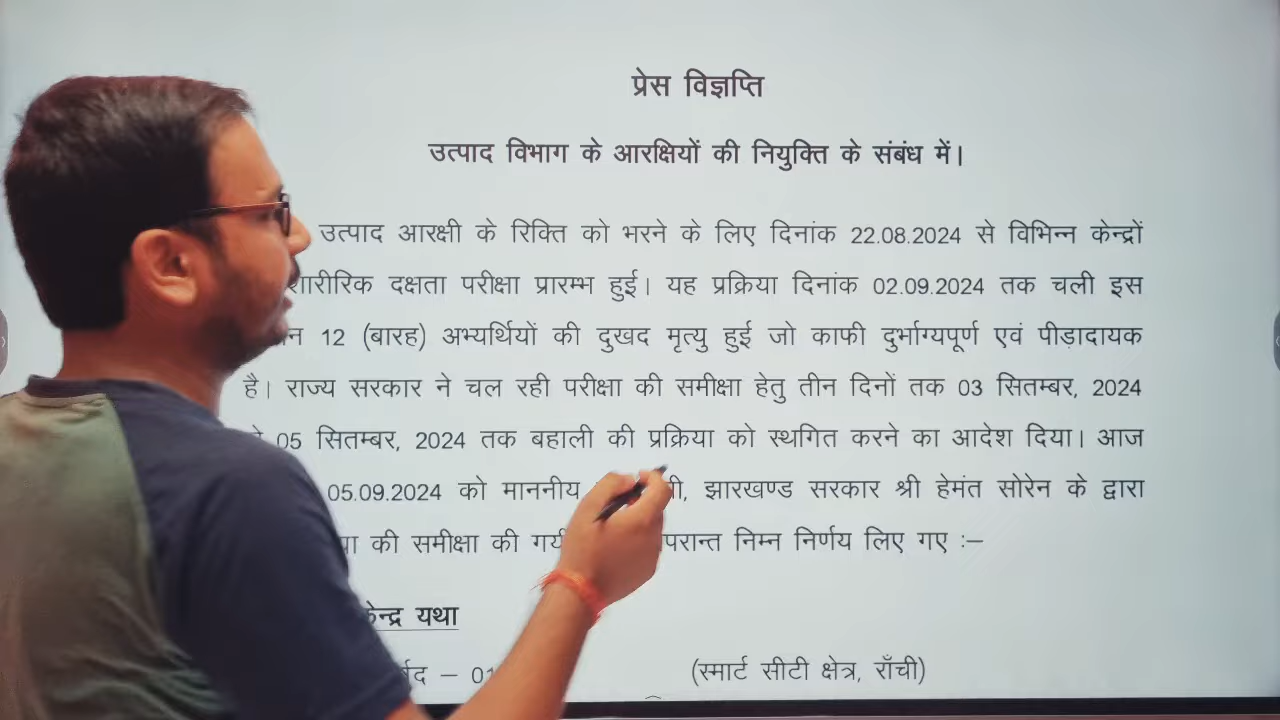 प्रेस विज्ञप्ति
उत्पाद विभाग के आरक्षियों की नियुक्ति के संबंध में।
उत्पाद आरक्षी के रिक्ति को भरने के लिए दिनांक 22.08.2024 से विभिन्न केन्द्रों
शारीरिक दक्षता परीक्षा प्रारम्भ हुई। यह प्रक्रिया दिनांक 02.09.2024 तक चली इस
12 (बारह) अभ्यर्थियों की दुखद मृत्यु हुई जो काफी दुर्भाग्यपूर्ण एवं पीड़ादायक
है। राज्य सरकार ने चल रही परीक्षा की समीक्षा हेतु तीन दिनों तक 03 सितम्बर, 2024
05 सितम्बर, 2024 तक बहाली की प्रक्रिया को स्थगित करने का आदेश दिया। आज
05.09.2024 को माननीय झारखण्ड सरकार श्री हेमंत सोरेन के द्वारा
की समीक्षा की निम्न निर्णय लिए गए :–
केन्द्र यथा
(स्मार्ट सीटी क्षेत्र, राँची)